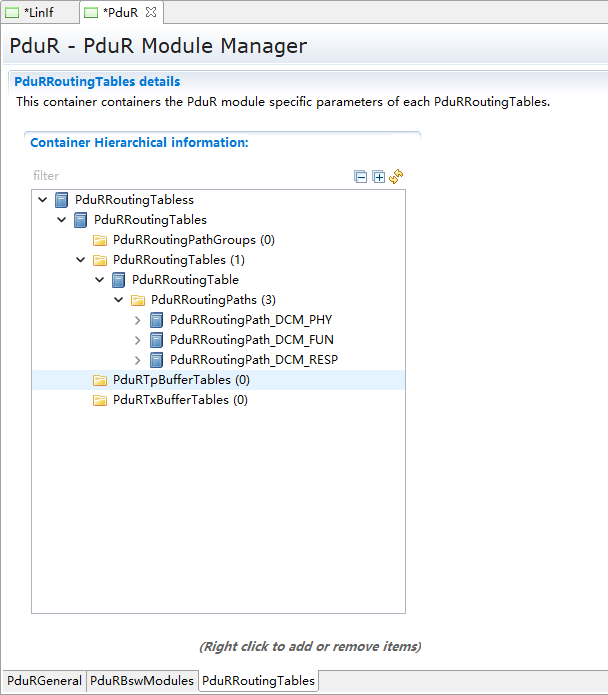 *LinIf
*PduR
PduR - PduR Module Manager
PduRRoutingTables details
This container containers the PduR module specific parameters of each PduRRoutingTables.
Container Hierarchical information:
filter
PduRRoutingTabless
PduRRoutingTables
PduRRoutingPathGroups (0)
PduRRoutingTables (1)
PduRRoutingTable
PduRRoutingPaths (3)
PduRRoutingPath_DCM_PHY
PduRRoutingPath_DCM_FUN
PduRRoutingPath_DCM_RESP
PduRTpBufferTables (0)
PduRTxBufferTables (0)
(Right click to add or remove items)
PduRGeneral
PduRBswModules
PduRRoutingTables